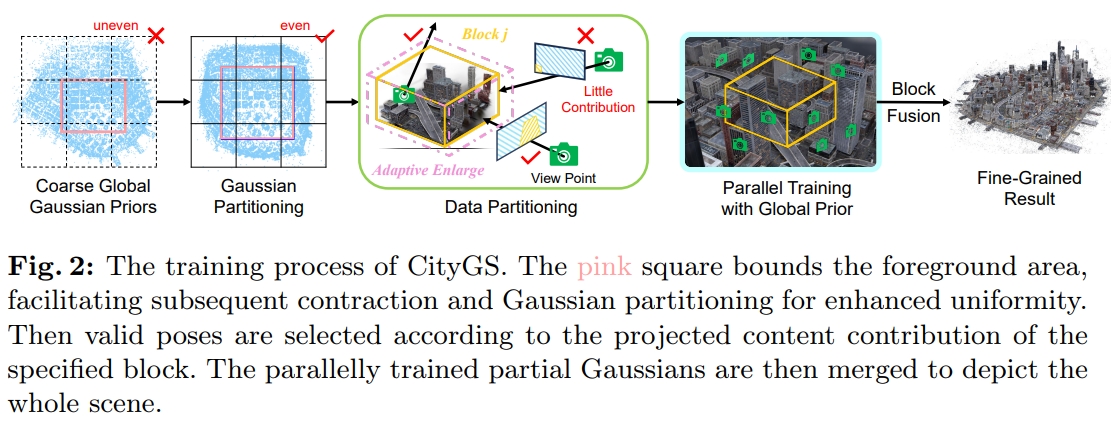 uneven
even
Block j
Little
Contribution
Adaptive Enlarge
View Point
Block
Fusion
Coarse Global
Gaussian Priors
Gaussian
Partitioning
Data Partitioning
Parallel Training
with Global Prior
Fine-Grained
Result
Fig. 2: The training process of CityGS. The pink square bounds the foreground area,
facilitating subsequent contraction and Gaussian partitioning for enhanced uniformity.
Then valid poses are selected according to the projected content contribution of the
specified block. The parallelly trained partial Gaussians are then merged to depict the
whole scene.